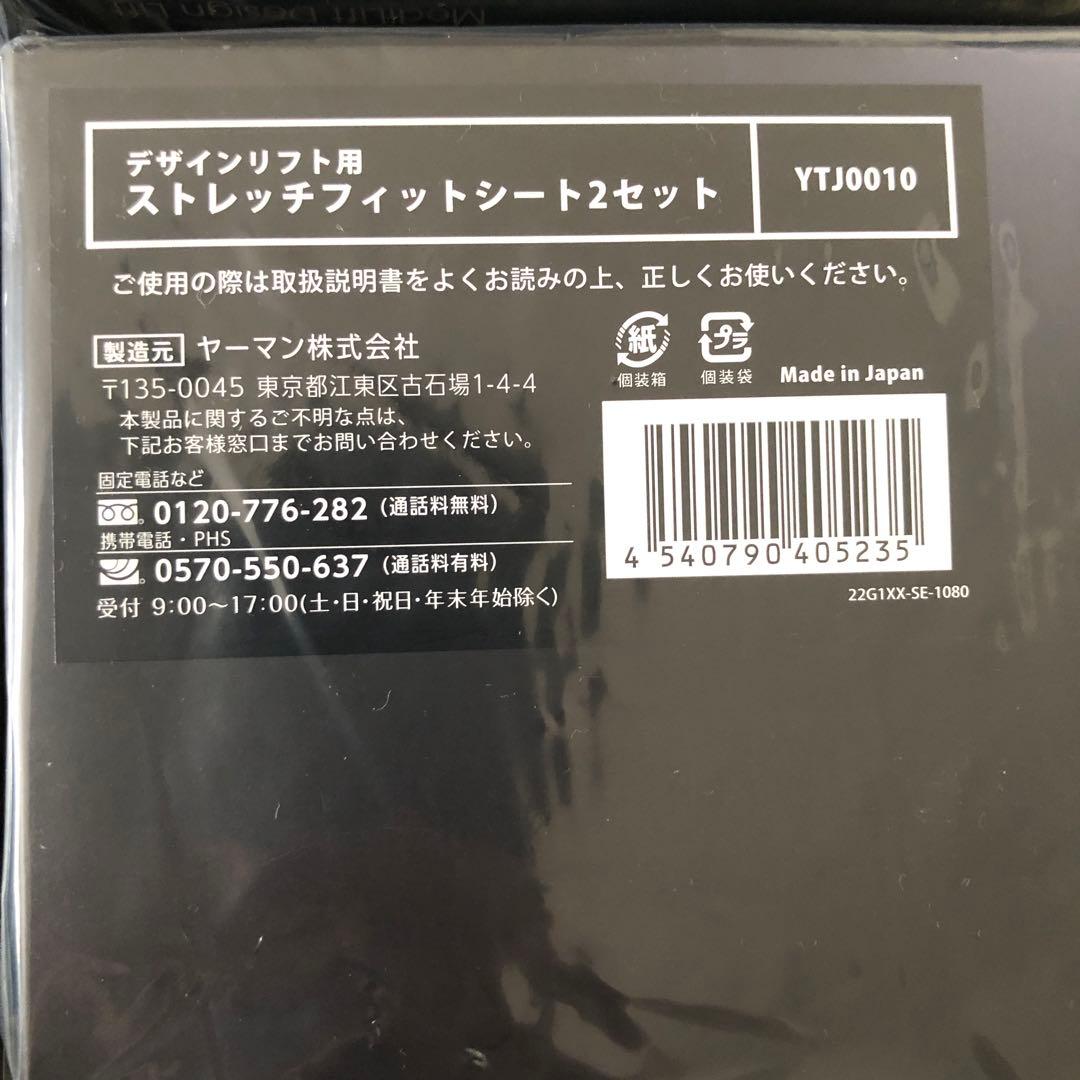 MediLift Design Lift
デザインリフト用
ストレッチフィットシート2セット
YTJ0010
ご使用の際は取扱説明書をよくお読みの上、正しくお使いください。
製造元 ヤーマン株式会社
〒135-0045 東京都江東区古石場1-4-4
本製品に関するご不明な点は、
下記お客様窓口までお問い合わせください。
固定電話など
0120-776-282 (通話料無料)
携帯電話・PHS
0570-550-637 (通話料有料)
受付 9:00〜17:00(土・日・祝日・年末年始除く)
紙
個装箱
プラ
個装袋
Made in Japan
4 540790 405235
22G1XX-SE-1080